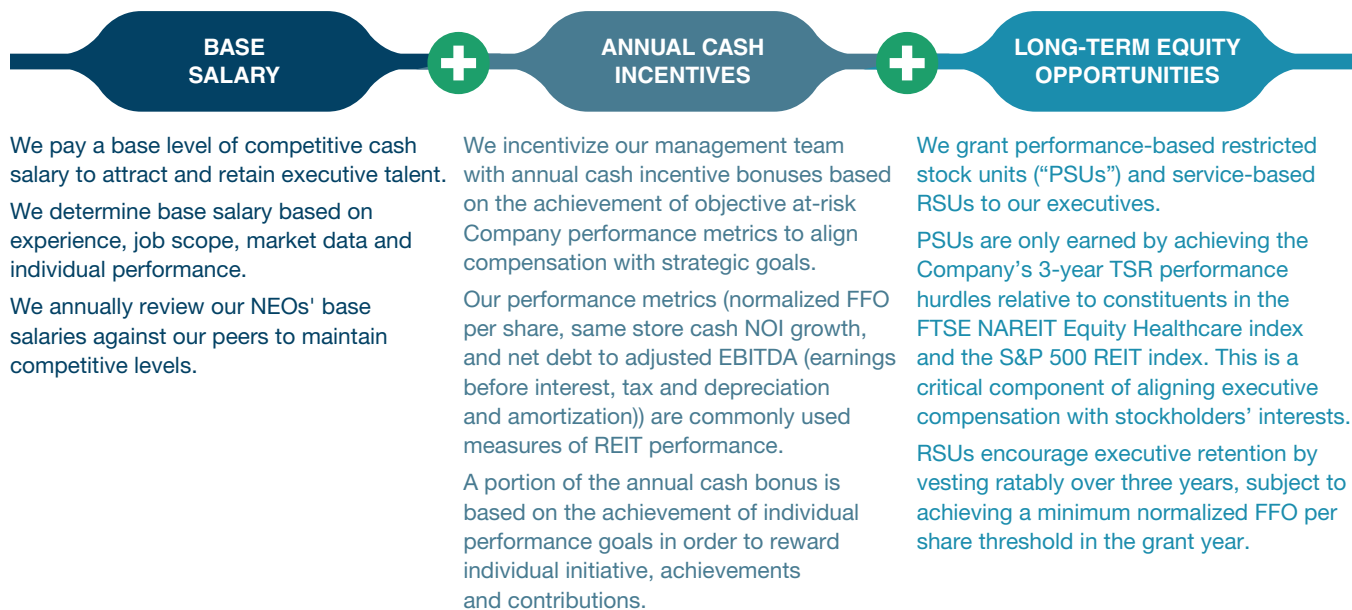 BASE
SALARY
We pay a base level of competitive cash
salary to attract and retain executive talent.
We determine base salary based on
experience, job scope, market data and
individual performance.
We annually review our NEOs' base
salaries against our peers to maintain
competitive levels.
ANNUAL CASH
INCENTIVES
We incentivize our management team
with annual cash incentive bonuses based
on the achievement of objective at-risk
Company performance metrics to align
compensation with strategic goals.
Our performance metrics (normalized FFO
per share, same store cash NOI growth,
and net debt to adjusted EBITDA (earnings
before interest, tax and depreciation
and amortization)) are commonly used
measures of REIT performance.
A portion of the annual cash bonus is
based on the achievement of individual
performance goals in order to reward
individual initiative, achievements
and contributions.
LONG-TERM EQUITY
OPPORTUNITIES
We grant performance-based restricted
stock units (“PSUs”) and service-based
RSUs to our executives.
PSUs are only earned by achieving the
Company’s 3-year TSR performance
hurdles relative to constituents in the
FTSE NAREIT Equity Healthcare index
and the S&P 500 REIT index. This is a
critical component of aligning executive
compensation with stockholders’ interests.
RSUs encourage executive retention by
vesting ratably over three years, subject to
achieving a minimum normalized FFO per
share threshold in the grant year.